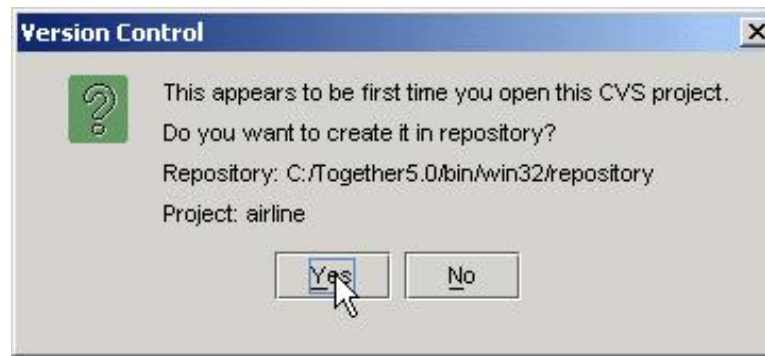 Version Control
This appears to be first time you open this CVS project.
Do you want to create it in repository?
Repository: C:/Together5.0/bin/win32/repository
Project: airline
Yes No